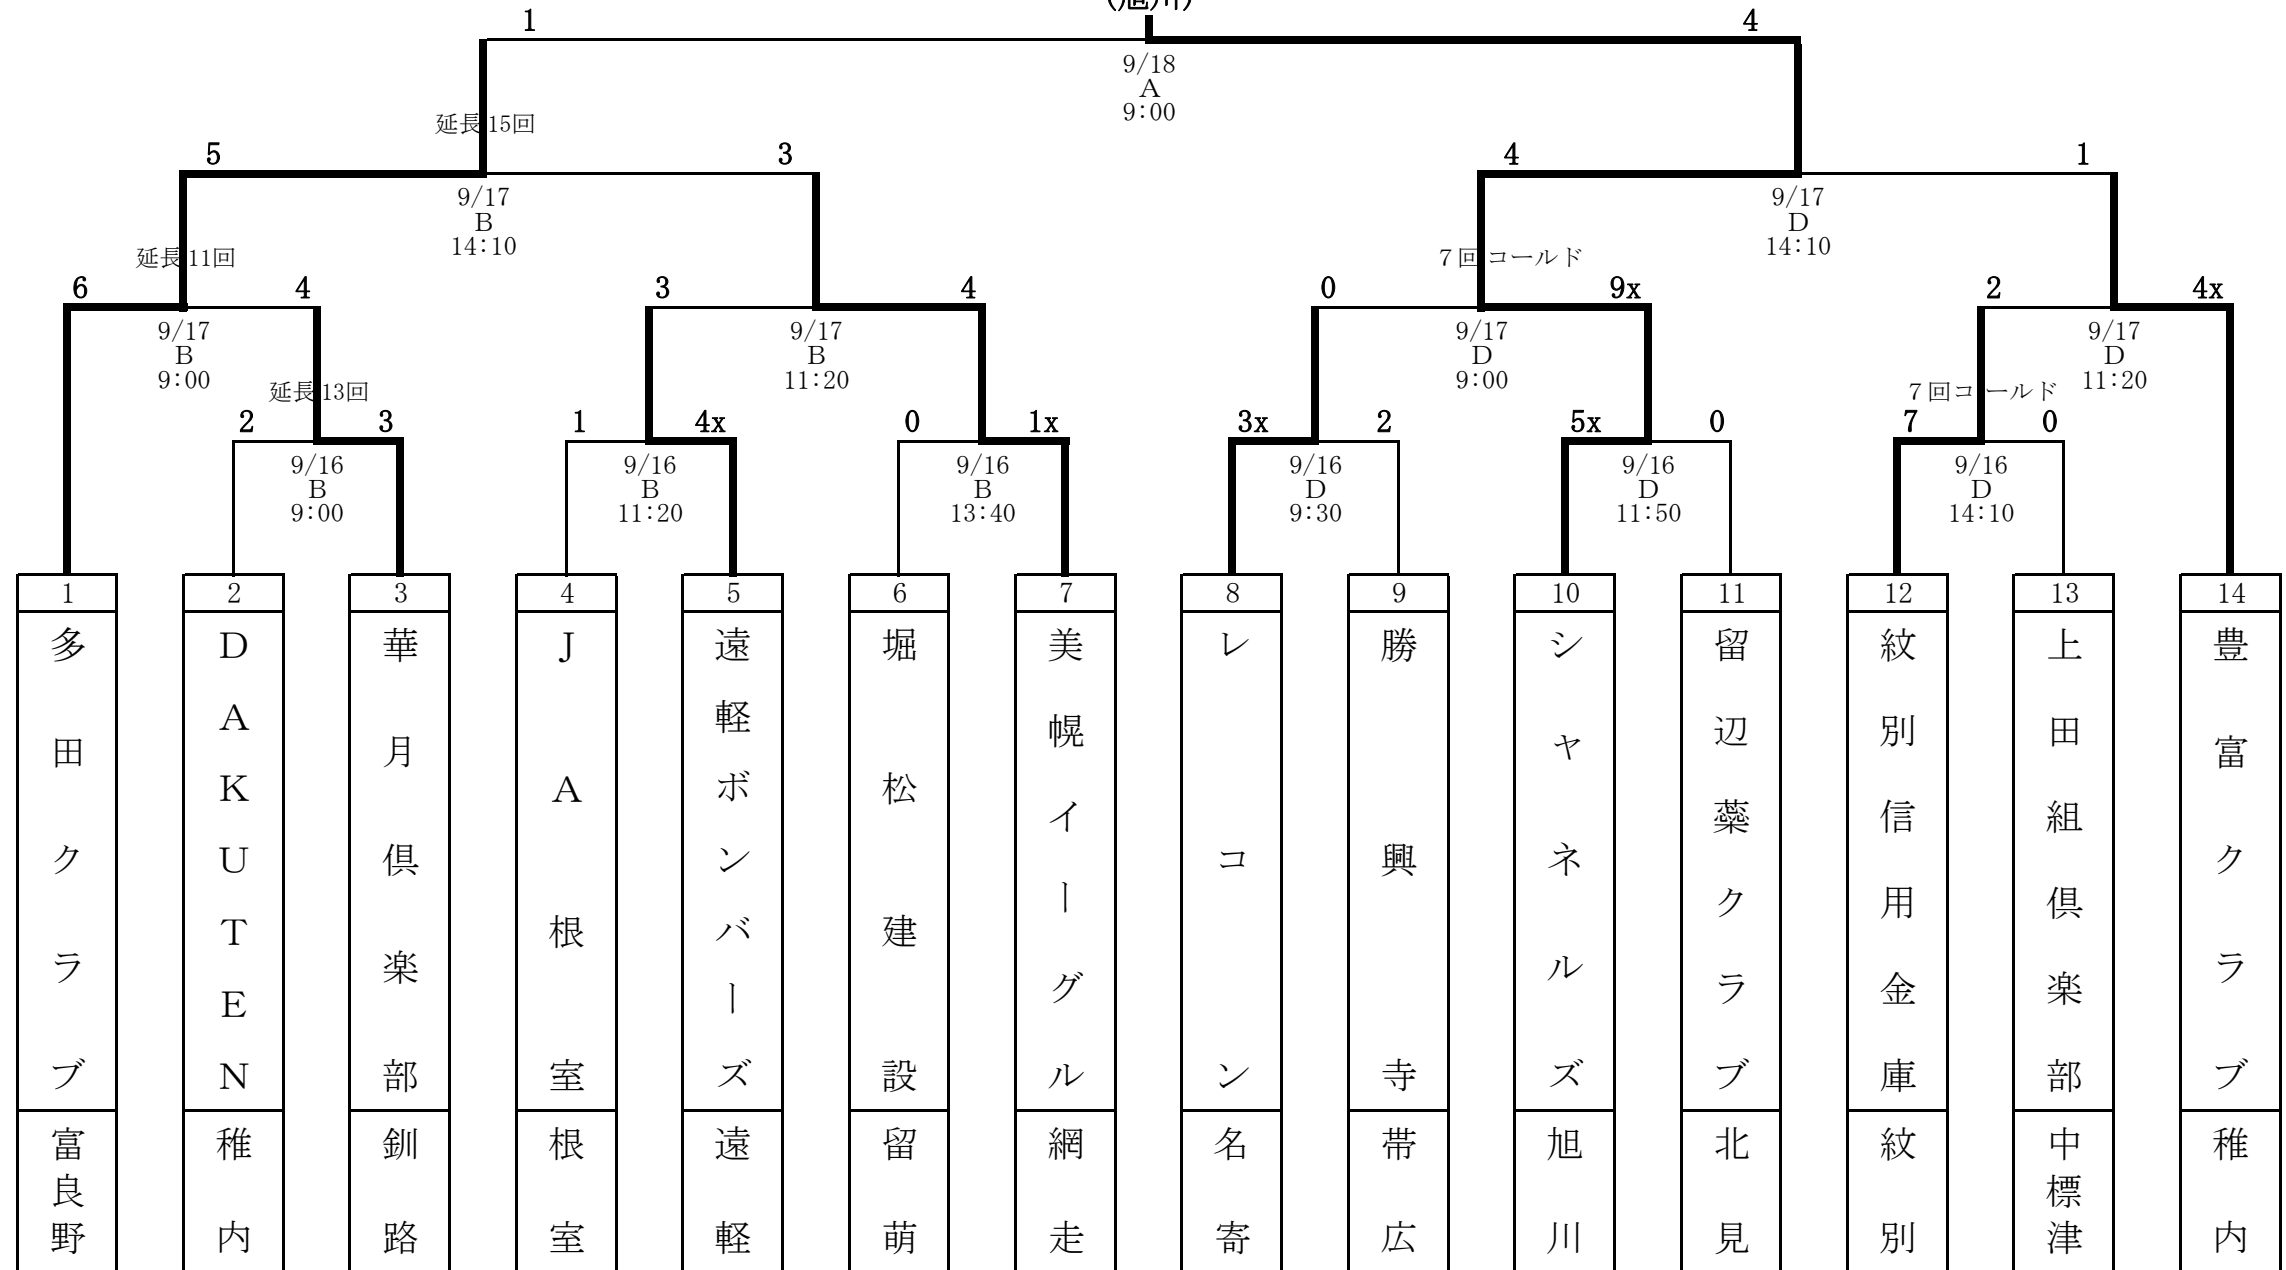 (旭川)
1 4
9/18
A
9:00
延長15回
5 3 4 1
9/17 9/17
B D
14:10 14:10
延長11回 7回コールド
6 4 3 4 0 9x 2 4x
9/17 9/17 9/17 9/17
B B D D
9:00 11:20 9:00 11:20
延長13回 7回コールド
2 3 1 4x 0 1x 3x 2 5x 0 7 0
9/16 9/16 9/16 9/16 9/16 9/16
B B B D D D
9:00 11:20 13:40 9:30 11:50 14:10
1 2 3 4 5 6 7 8 9 10 11 12 13 14
多田クラブ
DAKUTEN
華月倶楽部
JA根室
遠軽ボンバーズ
堀松建設
美幌イーグル
レコン
勝興寺
シャネルズ
留辺蘂クラブ
紋別信用金庫
上田組倶楽部
豊富クラブ
富良野
稚内
釧路
根室
遠軽
留萌
網走
名寄
帯広
旭川
北見
紋別
中標津
稚内